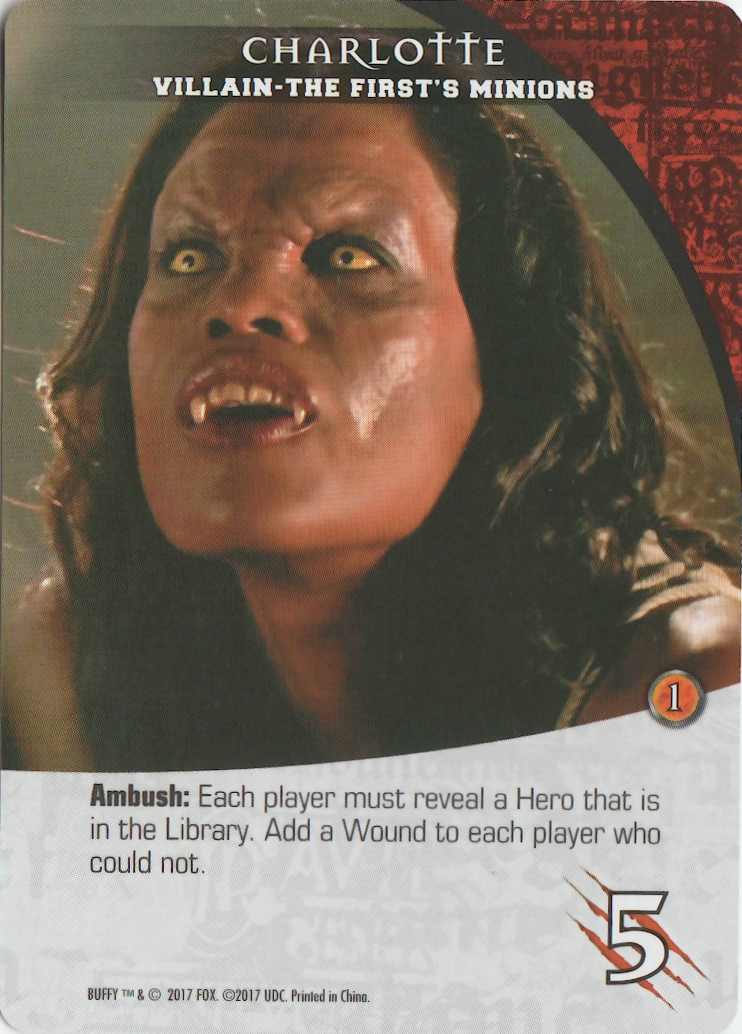 CHARLOTTE
VILLAIN-THE FIRST'S MINIONS
1
Ambush: Each player must reveal a Hero that is
in the Library. Add a Wound to each player who
could not.
5
BUFFY ™ & © 2017 FOX. ©2017 UDC. Printed in China.